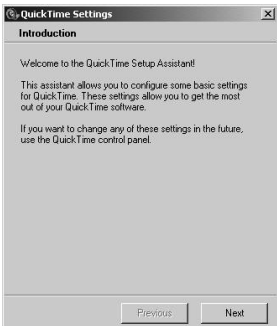 QuickTime Settings
Introduction
Welcome to the QuickTime Setup Assistant!
This assistant allows you to configure some basic settings
for QuickTime. These settings allow you to get the most
out of your QuickTime software.
If you want to change any of these settings in the future,
use the QuickTime control panel.
Previous Next